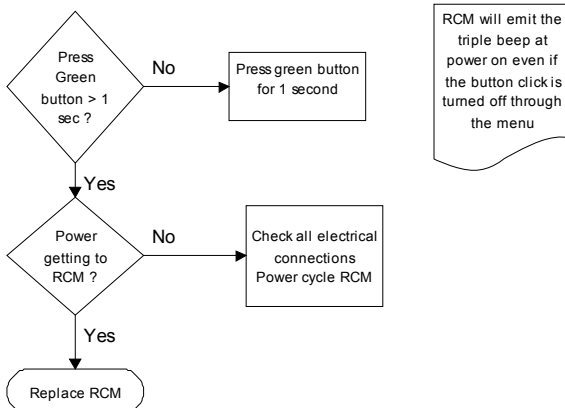 Press
Green
button > 1
sec ?
No
Press green button
for 1 second
Yes
Power
getting to
RCM ?
No
Check all electrical
connections
Power cycle RCM
Yes
Replace RCM
RCM will emit the
triple beep at
power on even if
the button click is
turned off through
the menu